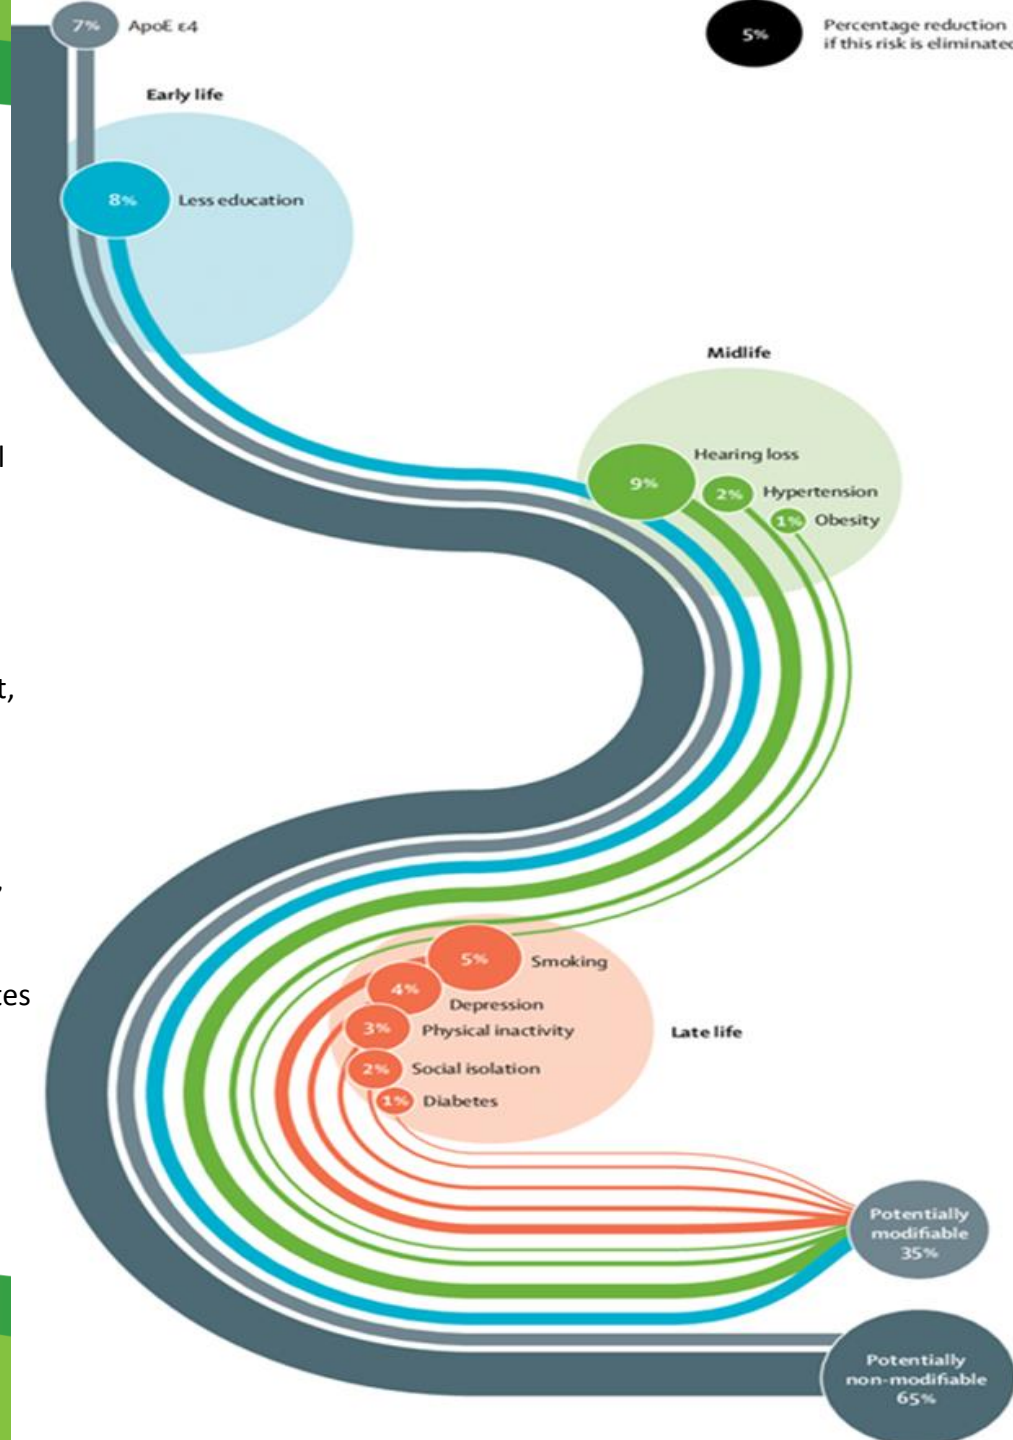 7%
ApoE ε4
5%
Percentage reduction
if this risk is eliminated
Early life
8%
Less education
Midlife
Hearing loss
9%
2%
Hypertension
1%
Obesity
5%
Smoking
4%
Depression
3%
Physical inactivity
Late life
2%
Social isolation
1%
Diabetes
Potentially
modifiable
35%
Potentially
non-modifiable
65%